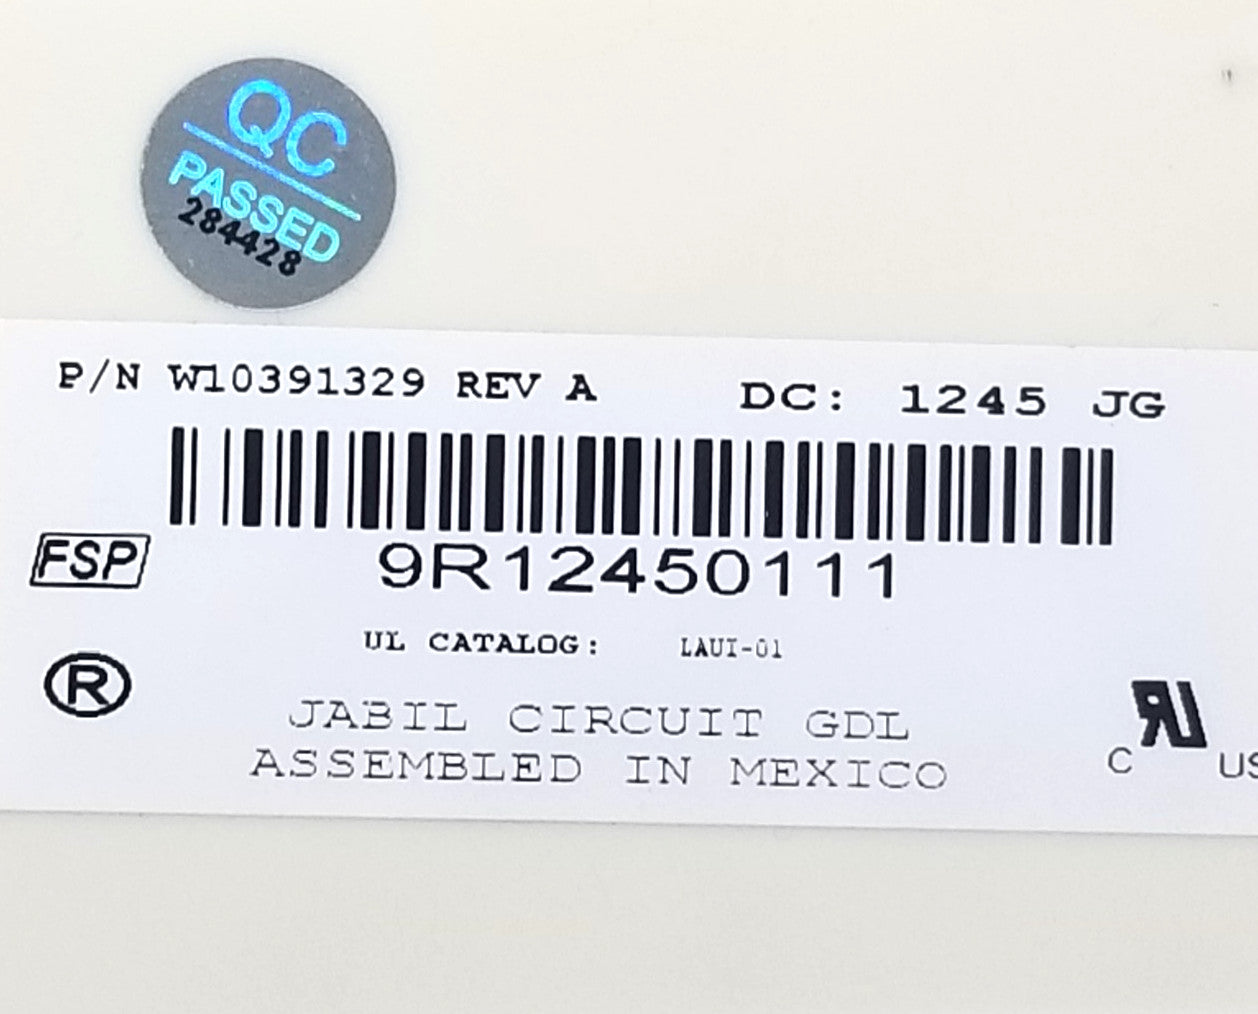 QC
PASSED
284428
P/N W10391329 REV A DC: 1245 JG
FSP
9R12450111
UL CATALOG: LAUI-01
®
JABIL CIRCUIT GDL
ASSEMBLED IN MEXICO
C RU US